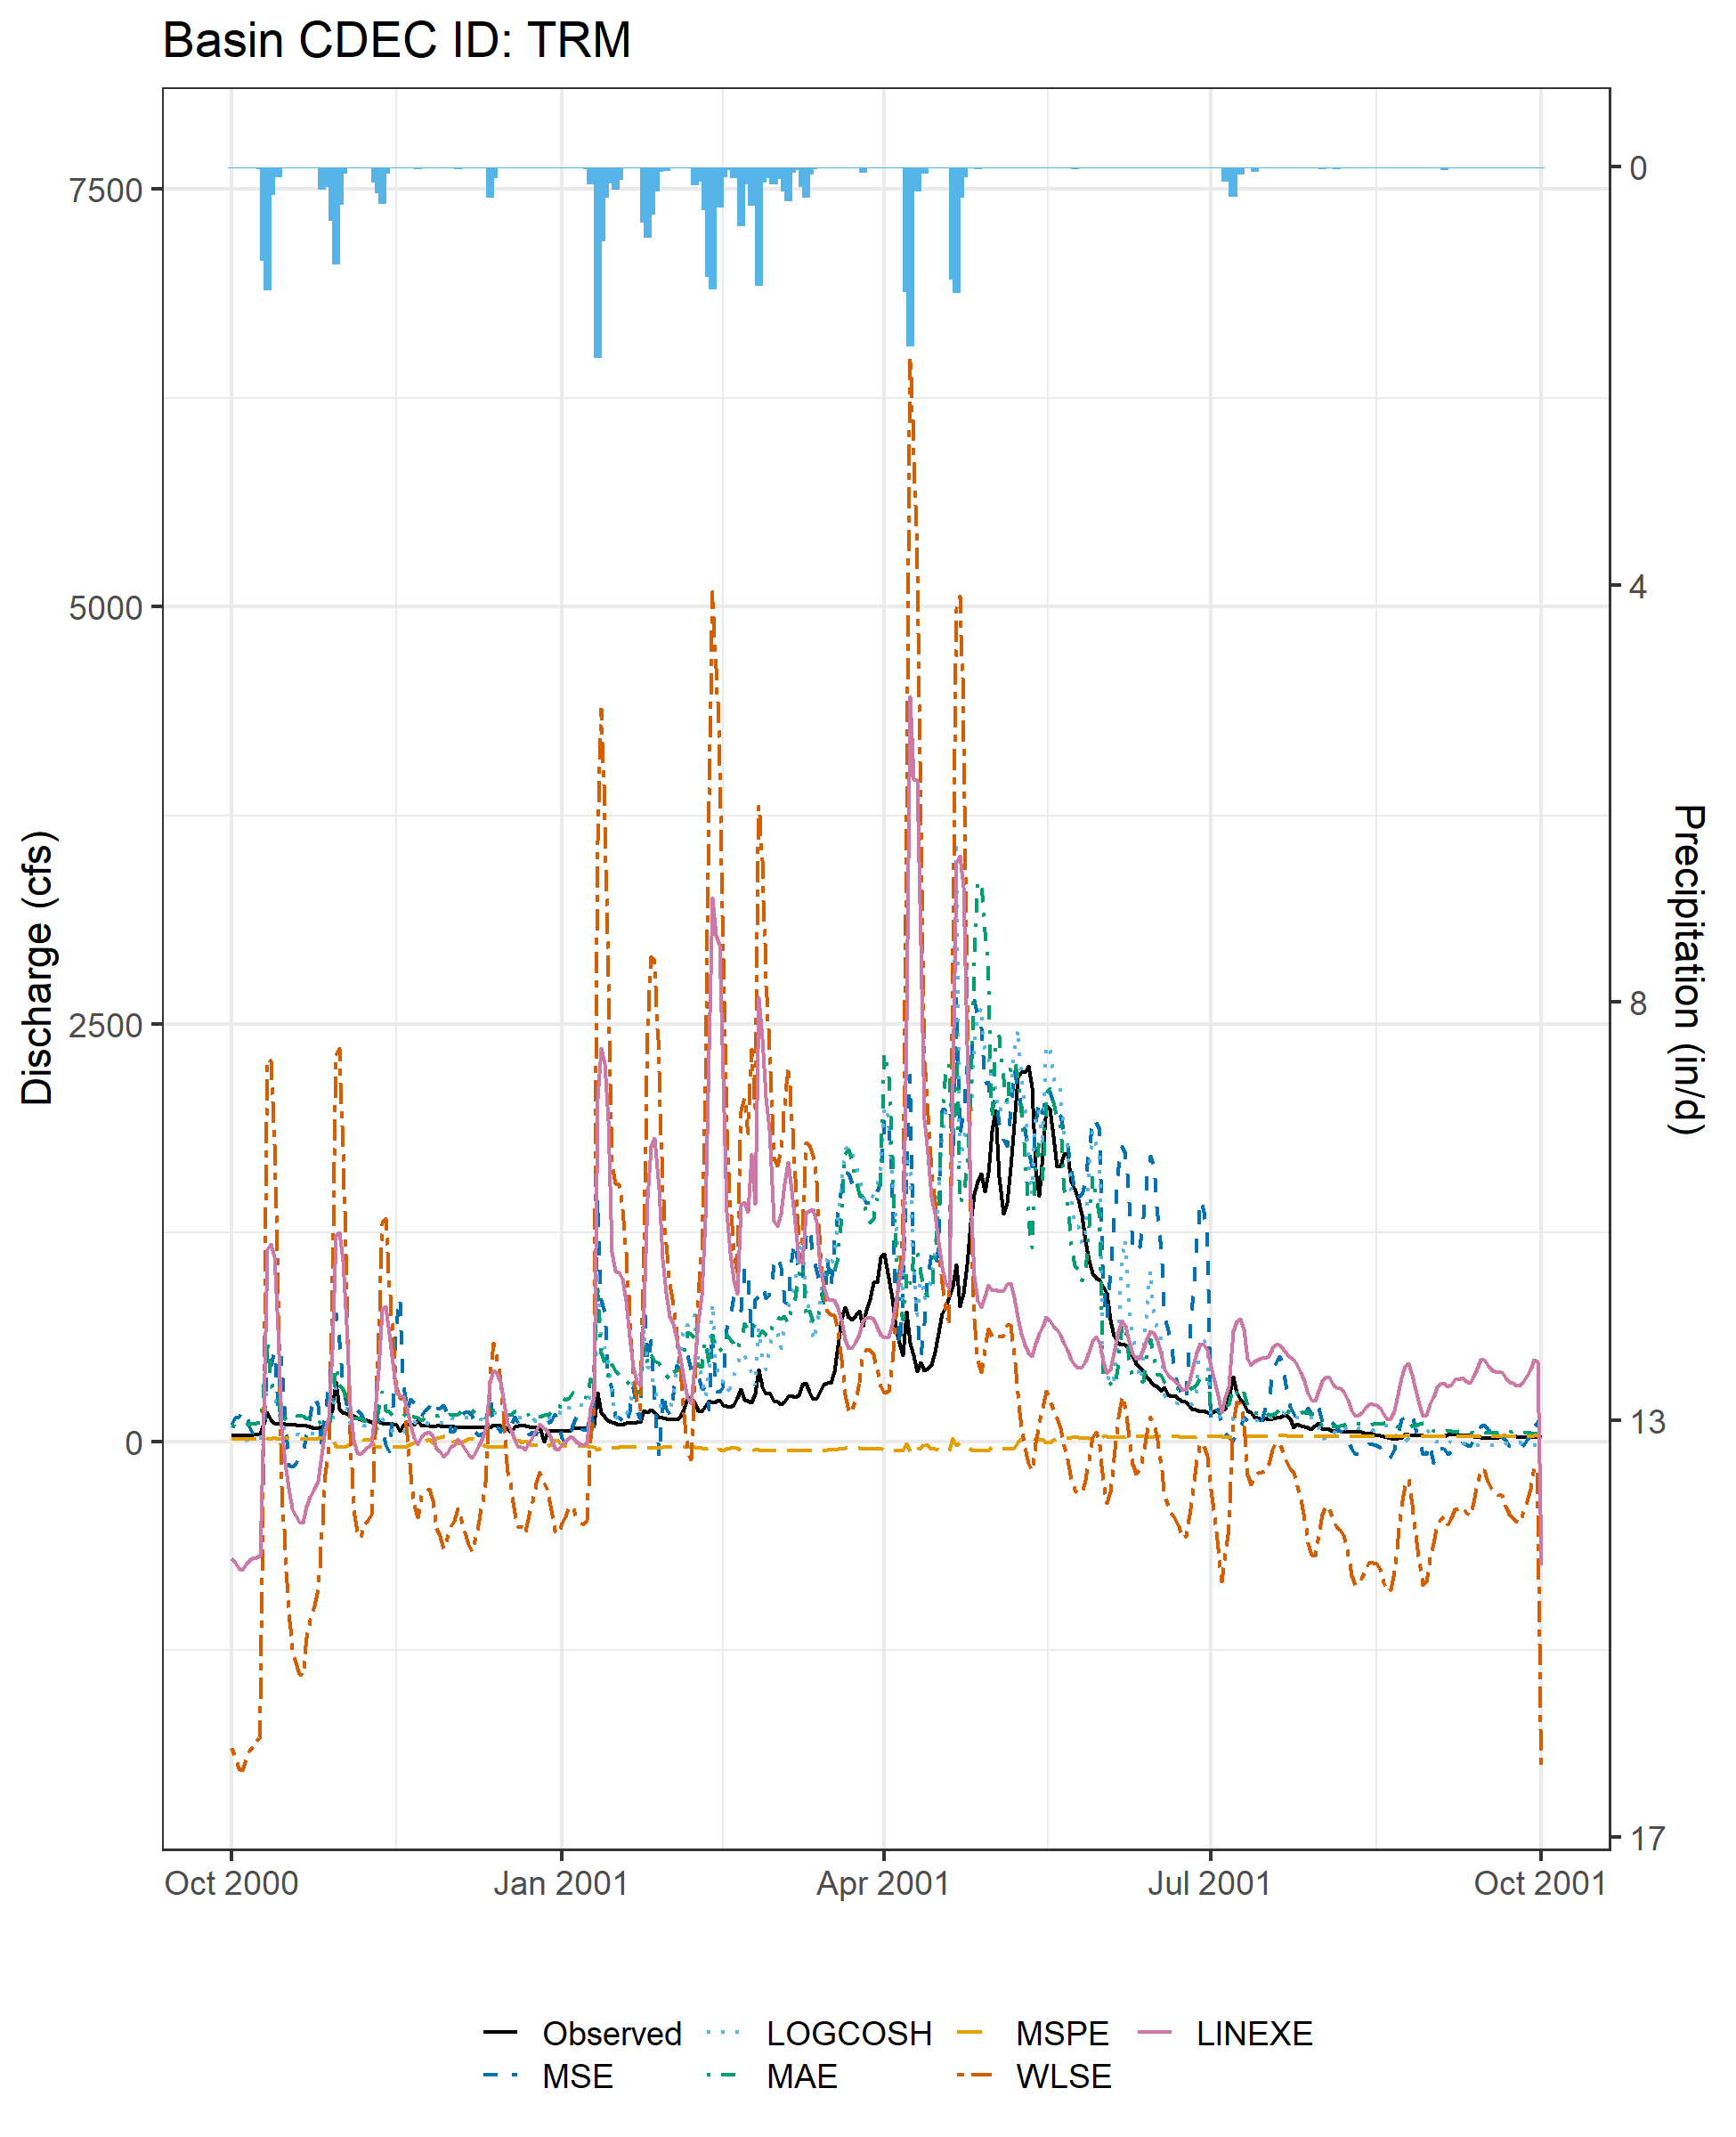 Basin CDEC ID: TRM
7500
5000
2500
0
Discharge (cfs)
0
4
8
13
17
Precipitation (in/d)
Oct 2000
Jan 2001
Apr 2001
Jul 2001
Oct 2001
Observed LOGCOSH MSPE LINEXE
MSE MAE WLSE